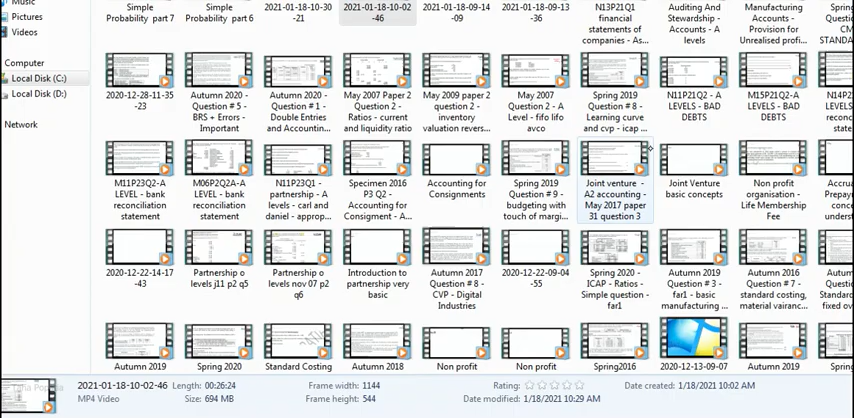 Music
Pictures
Videos
Computer
Local Disk (C:)
Local Disk (D:)
Network
Simple Probability part 7
Simple Probability part 6
2021-01-18-10-30-21
2021-01-18-10-02-46
2021-01-18-09-14-09
2021-01-18-09-13-36
N13P21Q1 financial statements of companies - As...
Auditing And Stewardship - Accounts - A levels
Manufacturing Accounts - Provision for Unrealised profi...
2020-12-28-11-35-23
Autumn 2020 - Question # 5 - BRS + Errors - Important
Autumn 2020 - Question # 1 - Double Entries and Accountin...
May 2007 Paper 2 Question 2 - Ratios - current and liquidity ratio
May 2009 paper 2 question 2 - inventory valuation revers...
May 2007 Question 2 - A Level - fifo lifo avco
Spring 2019 Question # 8 - Learning curve and cvp - icap ...
N11P21Q2 - A LEVELS - BAD DEBTS
M15P21Q2-A LEVELS - BAD DEBTS
M11P23Q2-A LEVEL - bank reconciliation statement
M06P2Q2A-A LEVEL - bank reconciliation statement
N11P23Q1 - partnership - A levels - carl and daniel - approp...
Specimen 2016 P3 Q2 - Accounting for Consigment - A...
Accounting for Consignments
Spring 2019 Question # 9 - budgeting with touch of margi...
Joint venture - A2 accounting - May 2017 paper 31 question 3
Joint Venture basic concepts
Non profit organisation - Life Membership Fee
2020-12-22-14-17-43
Partnership o levels j11 p2 q5
Partnership o levels nov 07 p2 q6
Introduction to partnership very basic
Autumn 2017 Question # 8 - CVP - Digital Industries
2020-12-22-09-04-55
Spring 2020 - ICAP - Ratios - Simple question - far1
Autumn 2019 Question # 3 - far1 - basic manufacturing ...
Autumn 2016 Question # 7 - standard costing, material vairanc...
Autumn 2019
Spring 2020
Standard Costing
Autumn 2018
Non profit
Non profit
Spring2016
2020-12-13-09-07
Autumn 2019
2021-01-18-10-02-46
MP4 Video
Length: 00:26:24
Size: 694 MB
Frame width: 1144
Frame height: 544
Rating:
Date modified: 1/18/2021 10:29 AM
Date created: 1/18/2021 10:02 AM